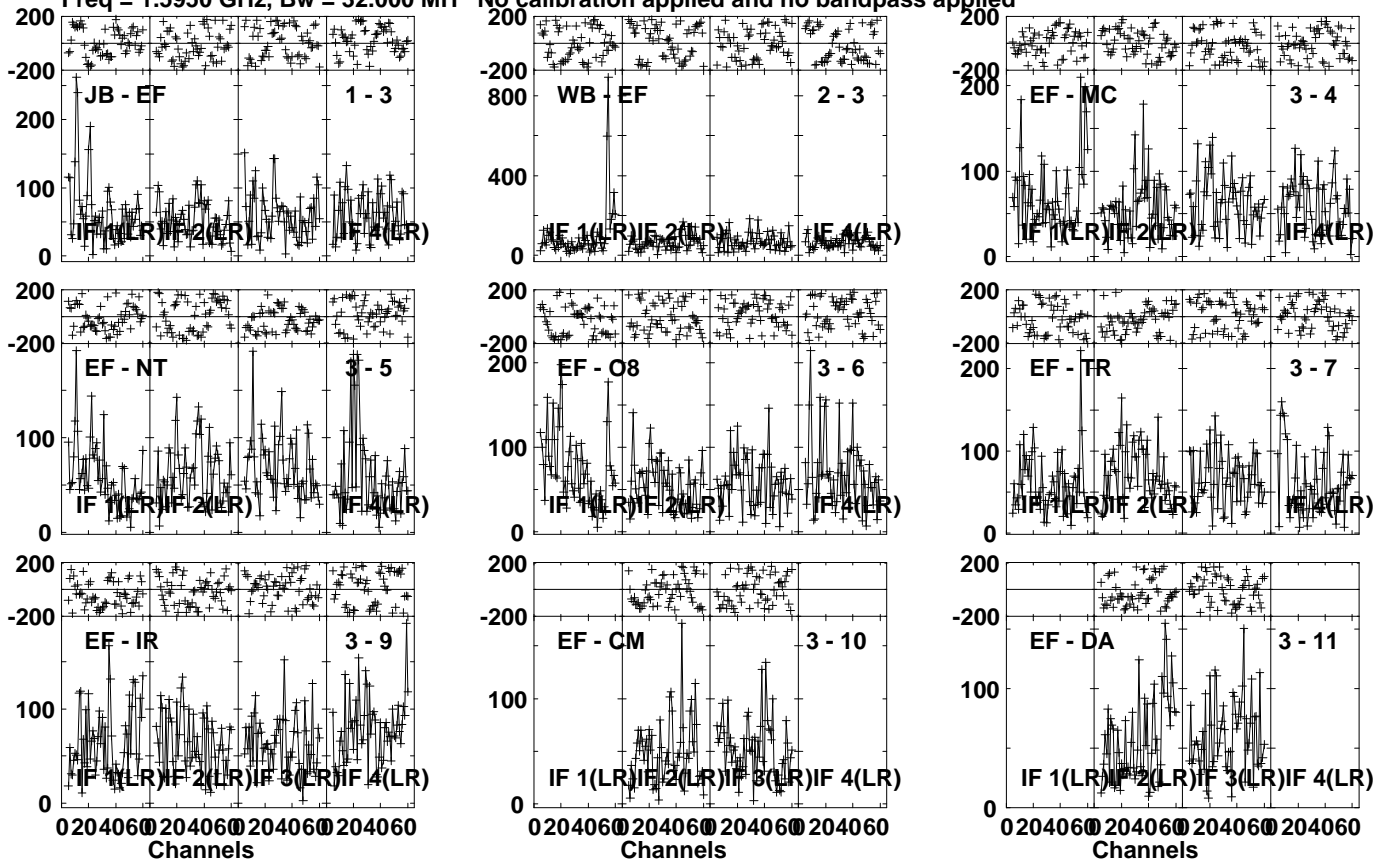 Freq = 1.5950 GHz, Bw = 32.000 MH No calibration applied and no bandpass applied
200
-200
JB - EF 1 - 3
200
100
0
IF 1(LR) IF 2(LR) IF 4(LR)
200
-200
WB - EF 2 - 3
800
400
0
IF 1(LR) IF 2(LR) IF 4(LR)
200
-200
EF - MC 3 - 4
200
100
0
IF 1(LR) IF 2(LR) IF 4(LR)
200
-200
EF - NT 3 - 5
100
0
IF 1(LR) IF 2(LR) IF 4(LR)
200
-200
EF - O8 3 - 6
200
100
0
IF 1(LR) IF 2(LR) IF 4(LR)
200
-200
EF - TR 3 - 7
200
100
0
IF 1(LR) IF 2(LR) IF 4(LR)
200
-200
EF - IR 3 - 9
100
0
IF 1(LR) IF 2(LR) IF 3(LR) IF 4(LR)
0 20 40 60 0 20 40 60 0 20 40 60 0 20 40 60
Channels
200
-200
EF - CM 3 - 10
100
0
IF 1(LR) IF 2(LR) IF 3(LR) IF 4(LR)
0 20 40 60 0 20 40 60 0 20 40 60 0 20 40 60
Channels
200
-200
EF - DA 3 - 11
100
0
IF 1(LR) IF 2(LR) IF 3(LR) IF 4(LR)
0 20 40 60 0 20 40 60 0 20 40 60 0 20 40 60
Channels